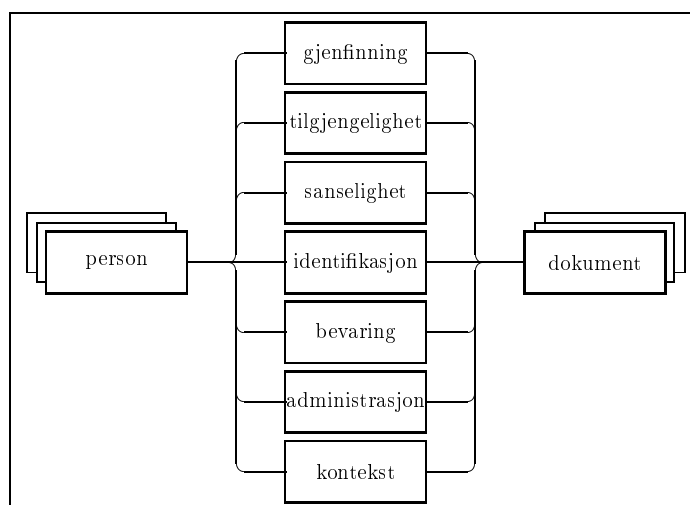 gjenfinning
tilgjengelighet
sanselighet
person
identifikasjon
dokument
bevaring
administrasjon
kontekst